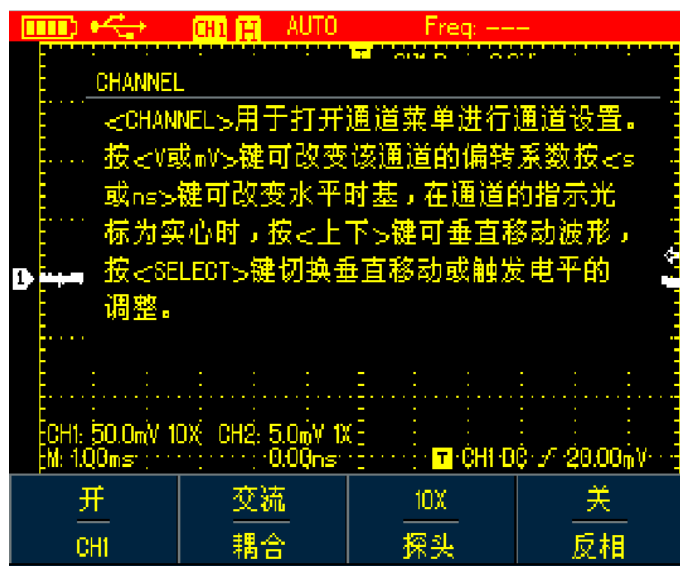 CH1 AUTO Freq: ---
CHANNEL
<CHANNEL>用于打开通道菜单进行通道设置。
按<V或mV>键可改变该通道的偏转系数按<s
或ns>键可改变水平时基，在通道的指示光
标为实心时，按<上下>键可垂直移动波形，
按<SELECT>键切换垂直移动或触发电平的
调整。
1
CH1: 50.0mV 10X CH2: 5.0mV 1X
M: 1.00ms 0.00ns T CH1 DC 20.00mV
开 交流 10X 关
CH1 耦合 探头 反相